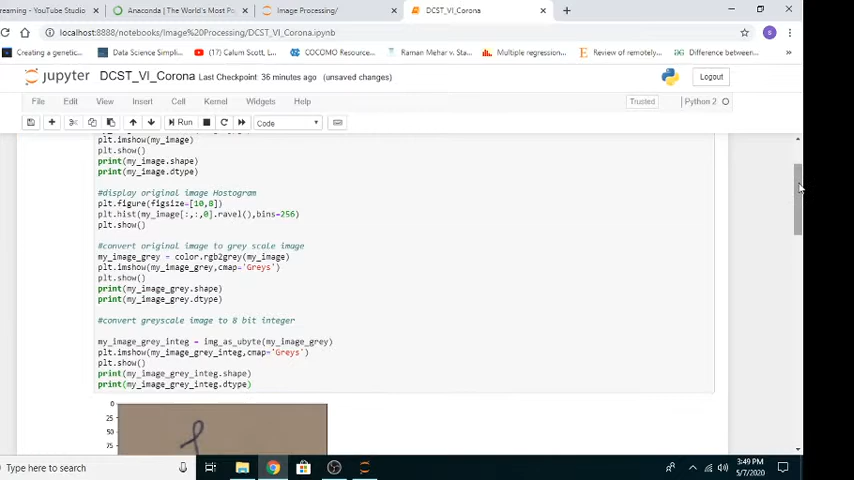 reaming - YouTube Studio
Anaconda | The World's Most Po
Image Processing/
DCST_VI_Corona
localhost:8888/notebooks/Image%20Processing/DCST_VI_Corona.ipynb
Creating a genetic...
Data Science Simpli...
(17) Calum Scott, L...
COCOMO Resource...
Raman Mehar v. Sta...
Multiple regression...
Review of remotely...
Difference between...
jupyter DCST_VI_Corona Last Checkpoint: 36 minutes ago (unsaved changes)
Logout
File Edit View Insert Cell Kernel Widgets Help
Trusted
Python 2
Run
Code
plt.imshow(my_image)
plt.show()
print(my_image.shape)
print(my_image.dtype)
#display original image Hostogram
plt.figure(figsize=[10,8])
plt.hist(my_image[:,:,0].ravel(),bins=256)
plt.show()
#convert original image to grey scale image
my_image_grey = color.rgb2grey(my_image)
plt.imshow(my_image_grey,cmap='Greys')
plt.show()
print(my_image_grey.shape)
print(my_image_grey.dtype)
#convert greyscale image to 8 bit integer
my_image_grey_integ = img_as_ubyte(my_image_grey)
plt.imshow(my_image_grey_integ,cmap='Greys')
plt.show()
print(my_image_grey_integ.shape)
print(my_image_grey_integ.dtype)
0
25
50
75
Type here to search
3:49 PM
5/7/2020